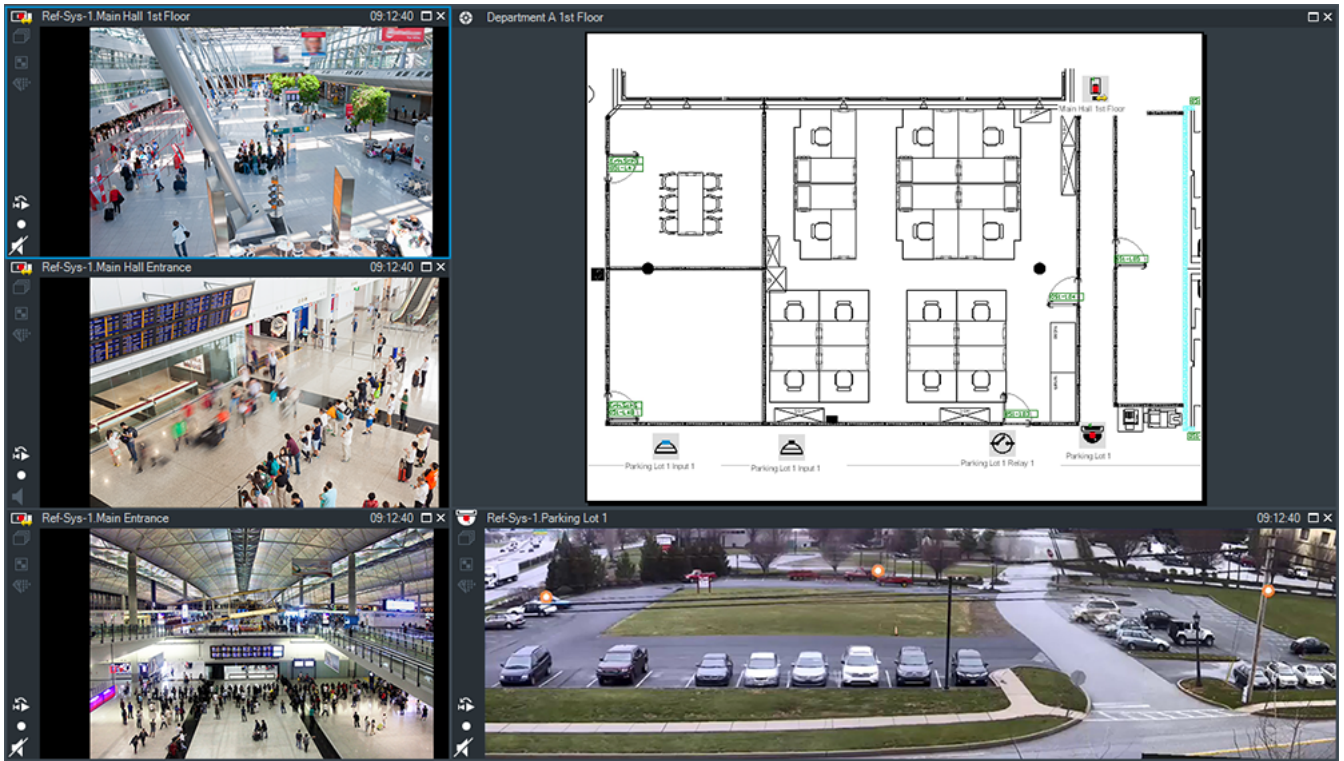 Ref-Sys-1.Main Hall 1st Floor 09:12:40
Department A 1st Floor
Main Hall 1st Floor
Parking Lot 1 Input 1
Parking Lot 1 Input 1
Parking Lot 1 Relay 1
Parking Lot 1
Ref-Sys-1.Main Hall Entrance 09:12:40
Ref-Sys-1.Main Entrance 09:12:40
Ref-Sys-1.Parking Lot 1 09:12:40